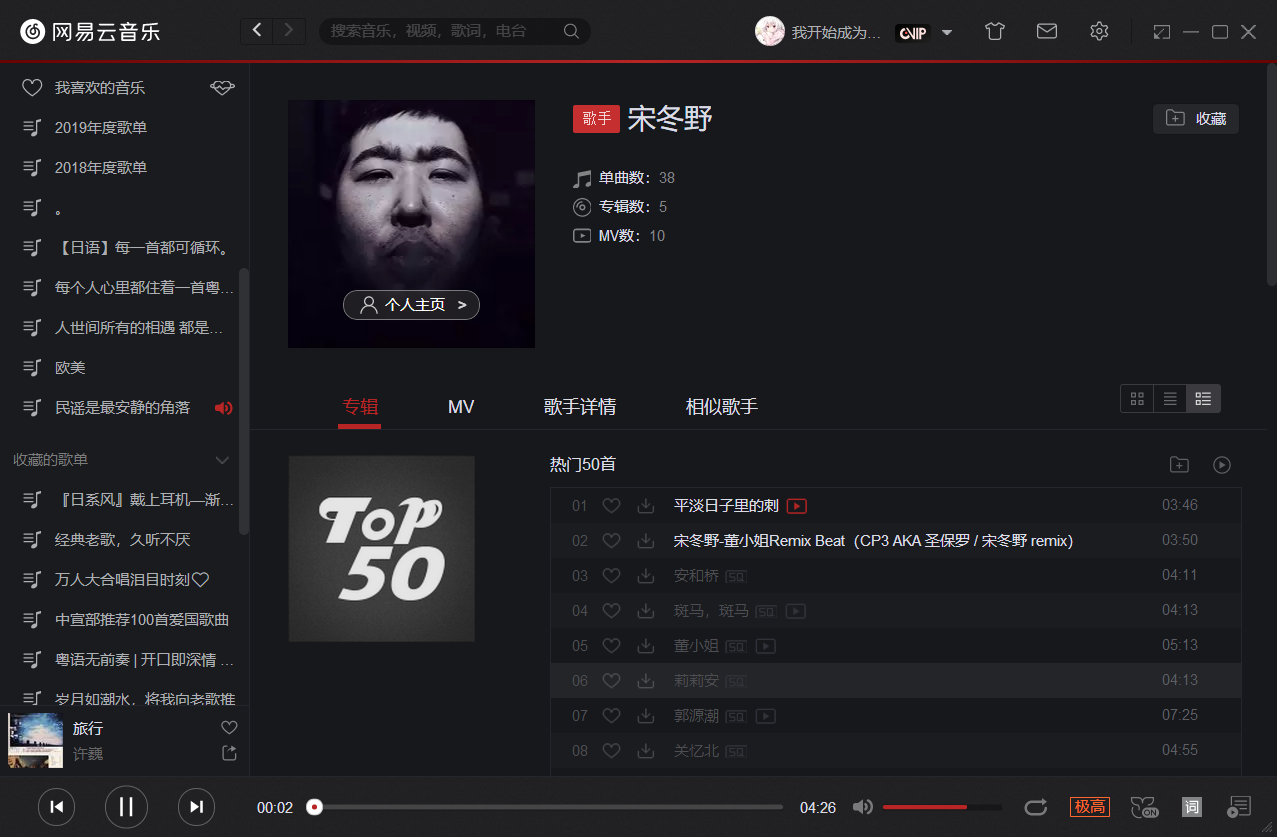 网易云音乐
搜索音乐，视频，歌词，电台
我开始成为...
CVIP
我喜欢的音乐
2019年度歌单
2018年度歌单
。
【日语】每一首都可循环。
每个人心里都住着一首粤...
人世间所有的相遇 都是...
欧美
民谣是最安静的角落
收藏的歌单
『日系风』戴上耳机—渐...
经典老歌，久听不厌
万人大合唱泪目时刻♡
中宣部推荐100首爱国歌曲
粤语无前奏 | 开口即深情 ...
岁月如潮水，将我向老歌推
旅行
许巍
个人主页 >
歌手 宋冬野
收藏
单曲数：38
专辑数：5
MV数：10
专辑 MV 歌手详情 相似歌手
Top
50
热门50首
01 平淡日子里的刺 03:46
02 宋冬野-董小姐Remix Beat（CP3 AKA 圣保罗 / 宋冬野 remix） 03:50
03 安和桥 SQ 04:11
04 斑马，斑马 SQ 04:13
05 董小姐 SQ 05:13
06 莉莉安 SQ 04:13
07 郭源潮 SQ 07:25
08 关忆北 SQ 04:55
00:02 04:26 极高 ON 词